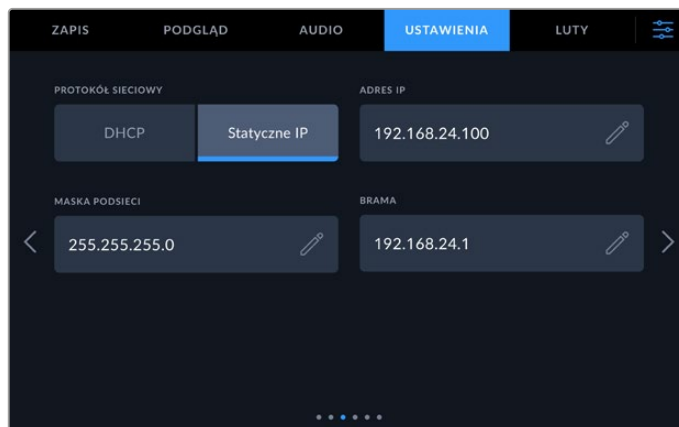 ZAPIS PODGLĄD AUDIO USTAWIENIA LUTY
PROTOKÓŁ SIECIOWY ADRES IP
DHCP Statyczne IP 192.168.24.100
MASKA PODSIECI BRAMA
255.255.255.0 192.168.24.1